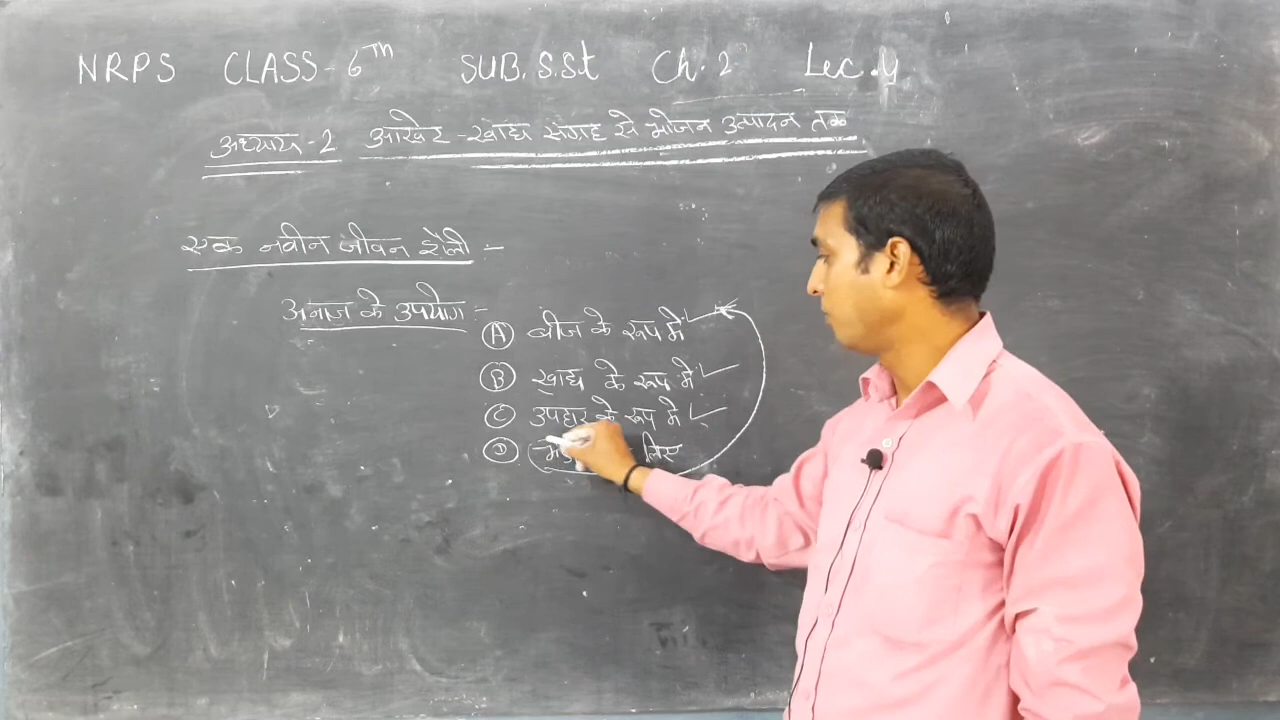 NRPS CLASS-6TH SUB.S.St Ch.2 Lec.4
अध्याय-2 आखेट-खाद्य संग्रह से भोजन उत्पादन तक
एक नवीन जीवन शैली :-
अनाज के उपयोग :-
(A) बीज के रूप में
(B) खाद्य के रूप में
(C) उपहार के रूप में
(D) लिए